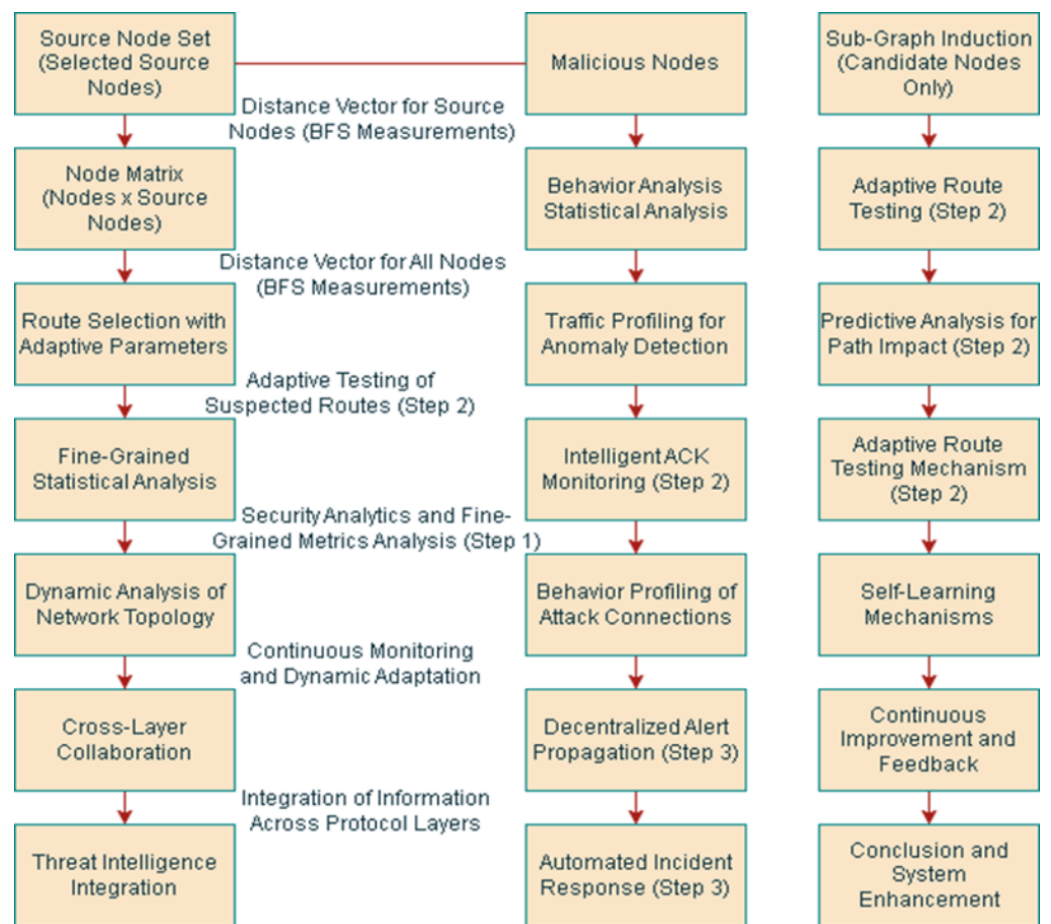 Source Node Set
(Selected Source
Nodes)
Malicious Nodes
Sub-Graph Induction
(Candidate Nodes
Only)
Distance Vector for Source
Nodes (BFS Measurements)
Node Matrix
(Nodes x Source
Nodes)
Behavior Analysis
Statistical Analysis
Adaptive Route
Testing (Step 2)
Distance Vector for All Nodes
(BFS Measurements)
Route Selection with
Adaptive Parameters
Traffic Profiling for
Anomaly Detection
Predictive Analysis for
Path Impact (Step 2)
Adaptive Testing of
Suspected Routes (Step 2)
Fine-Grained
Statistical Analysis
Intelligent ACK
Monitoring (Step 2)
Adaptive Route
Testing Mechanism
(Step 2)
Security Analytics and Fine-
Grained Metrics Analysis (Step 1)
Dynamic Analysis of
Network Topology
Behavior Profiling of
Attack Connections
Self-Learning
Mechanisms
Continuous Monitoring
and Dynamic Adaptation
Cross-Layer
Collaboration
Decentralized Alert
Propagation (Step 3)
Continuous
Improvement and
Feedback
Integration of Information
Across Protocol Layers
Threat Intelligence
Integration
Automated Incident
Response (Step 3)
Conclusion and
System
Enhancement